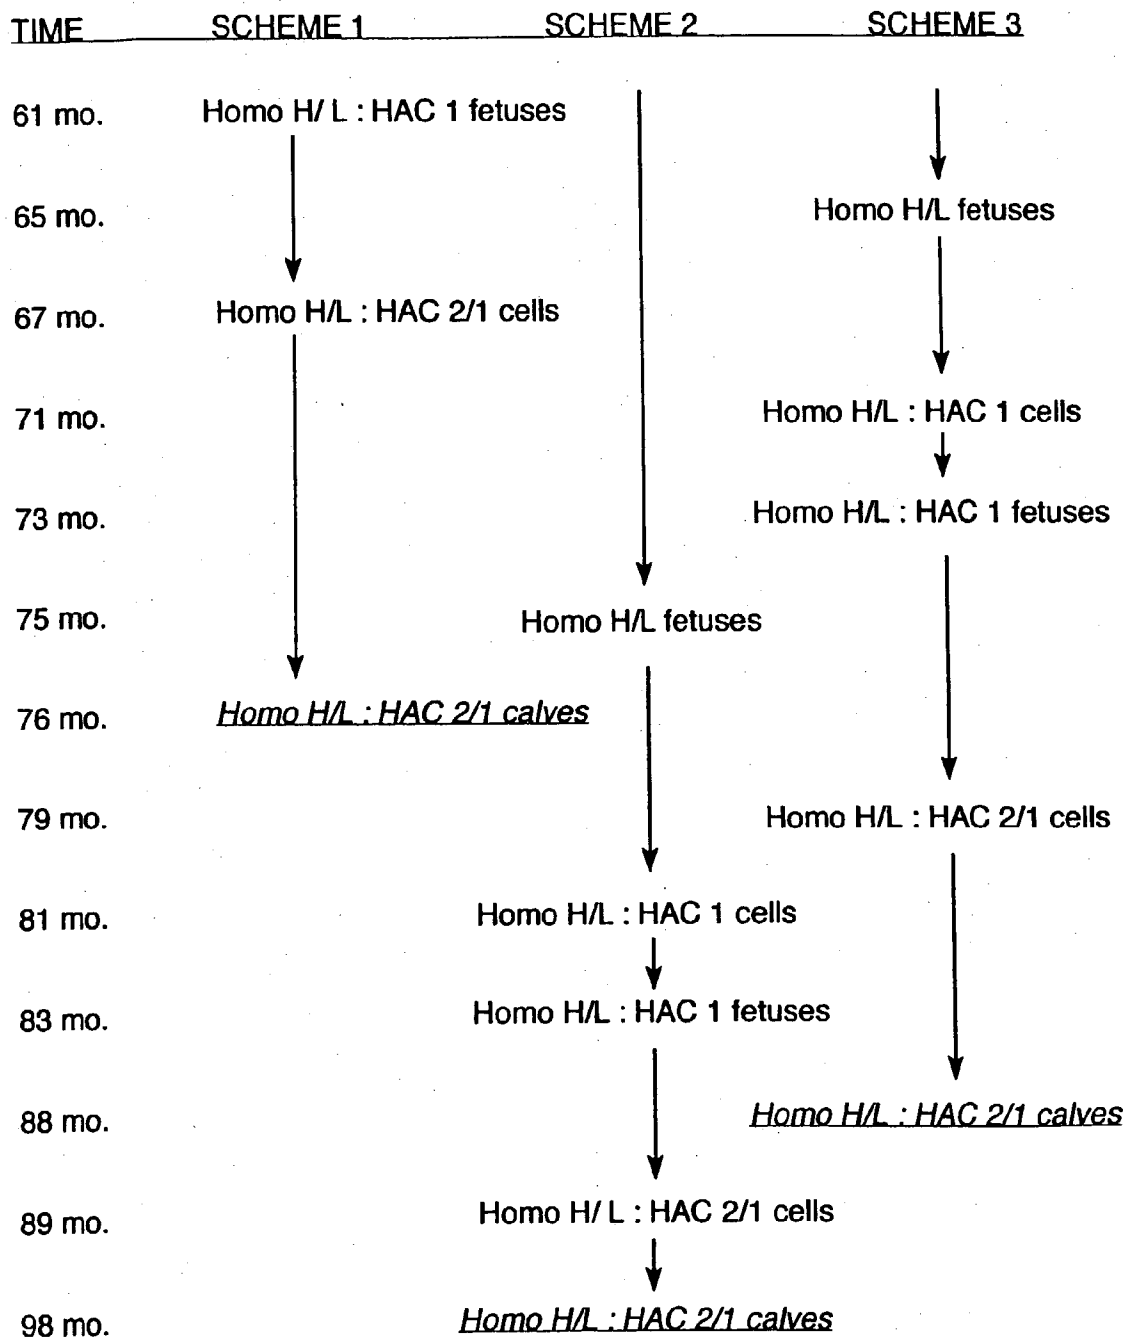 TIME SCHEME 1 SCHEME 2 SCHEME 3
61 mo. Homo H/ L : HAC 1 fetuses
65 mo. Homo H/L fetuses
67 mo. Homo H/L : HAC 2/1 cells
71 mo. Homo H/L : HAC 1 cells
73 mo. Homo H/L : HAC 1 fetuses
75 mo. Homo H/L fetuses
76 mo. Homo H/L : HAC 2/1 calves
79 mo. Homo H/L : HAC 2/1 cells
81 mo. Homo H/L : HAC 1 cells
83 mo. Homo H/L : HAC 1 fetuses
88 mo. Homo H/L : HAC 2/1 calves
89 mo. Homo H/ L : HAC 2/1 cells
98 mo. Homo H/L : HAC 2/1 calves